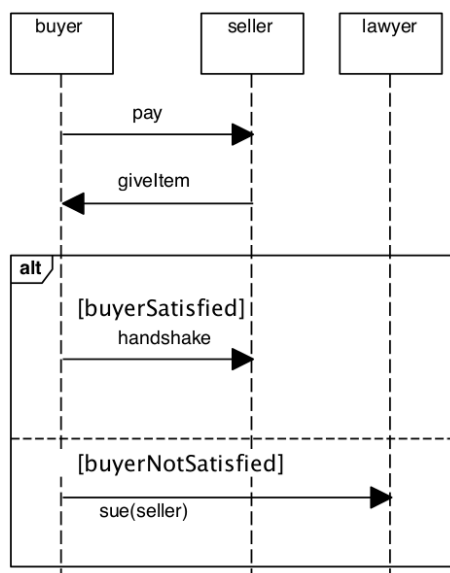 buyer seller lawyer
pay
giveItem
alt
[buyerSatisfied]
handshake
[buyerNotSatisfied]
sue(seller)